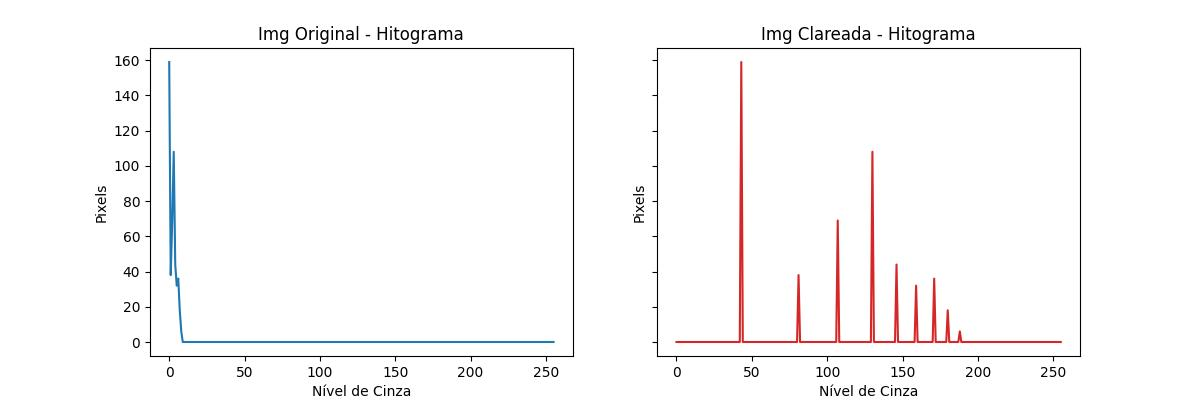 Img Original - Hitograma
160
140
120
100
80
60
40
20
0
Pixels
0 50 100 150 200 250
Nível de Cinza
Img Clareada - Hitograma
Pixels
0 50 100 150 200 250
Nível de Cinza